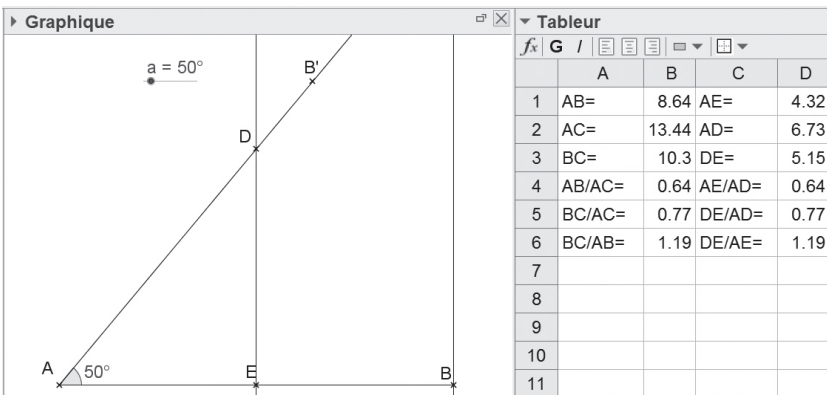 Graphique
a = 50°
B'
D
A 50° E B
Tableur
fx G I
A B C D
1 AB= 8.64 AE= 4.32
2 AC= 13.44 AD= 6.73
3 BC= 10.3 DE= 5.15
4 AB/AC= 0.64 AE/AD= 0.64
5 BC/AC= 0.77 DE/AD= 0.77
6 BC/AB= 1.19 DE/AE= 1.19
7
8
9
10
11